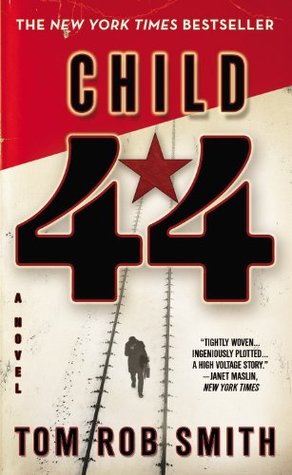 THE NEW YORK TIMES BESTSELLER
CHILD
44
A NOVEL
"TIGHTLY WOVEN...
INGENIOUSLY PLOTTED...
A HIGH VOLTAGE STORY."
—JANET MASLIN,
NEW YORK TIMES
TOM ROB SMITH